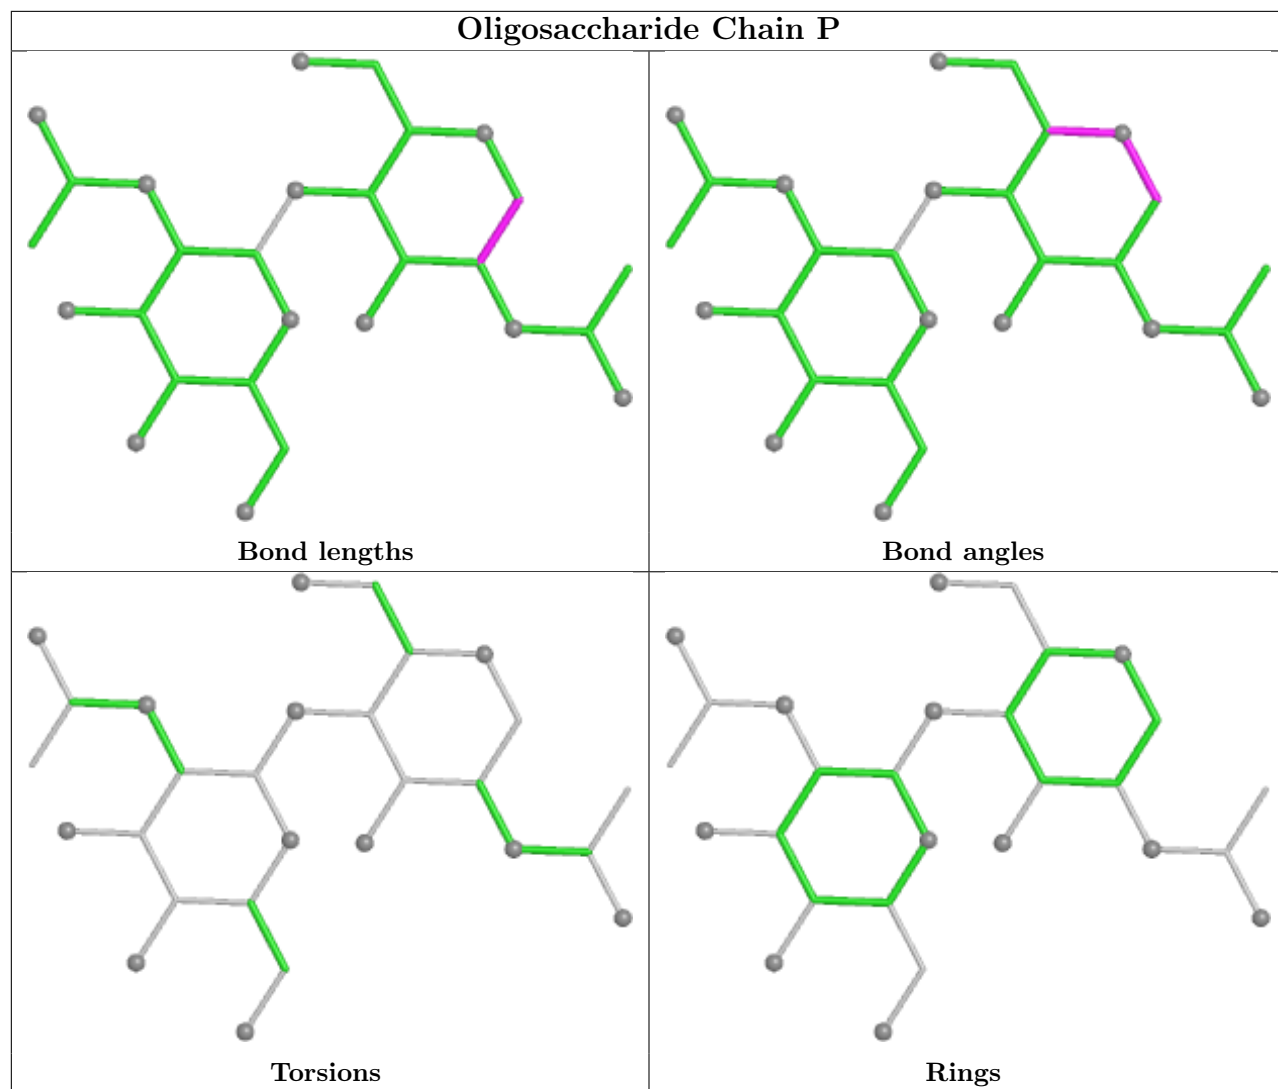 Oligosaccharide Chain P
Bond lengths
Bond angles
Torsions
Rings